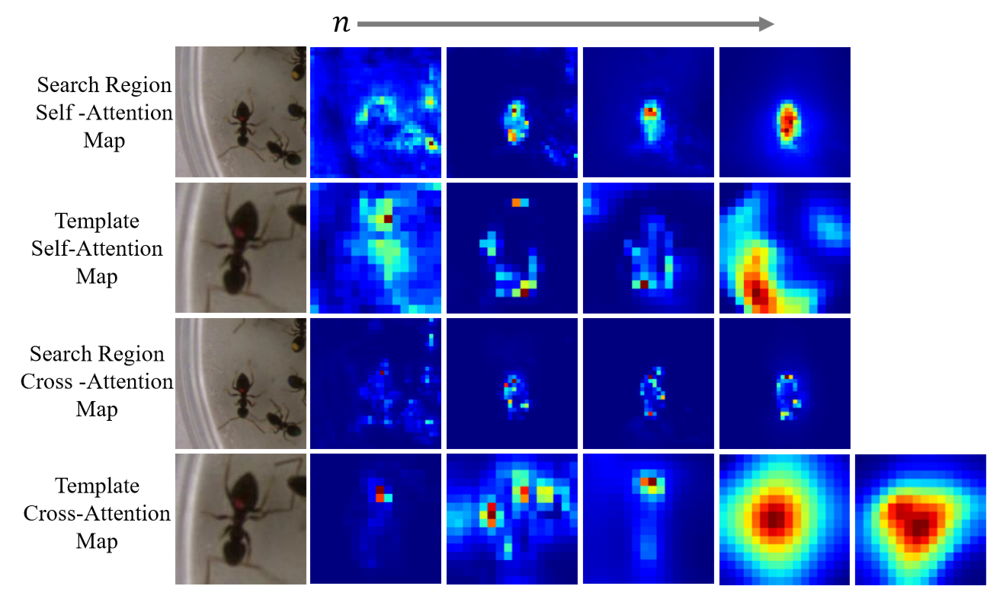 n
Search Region
Self -Attention
Map
Template
Self-Attention
Map
Search Region
Cross -Attention
Map
Template
Cross-Attention
Map